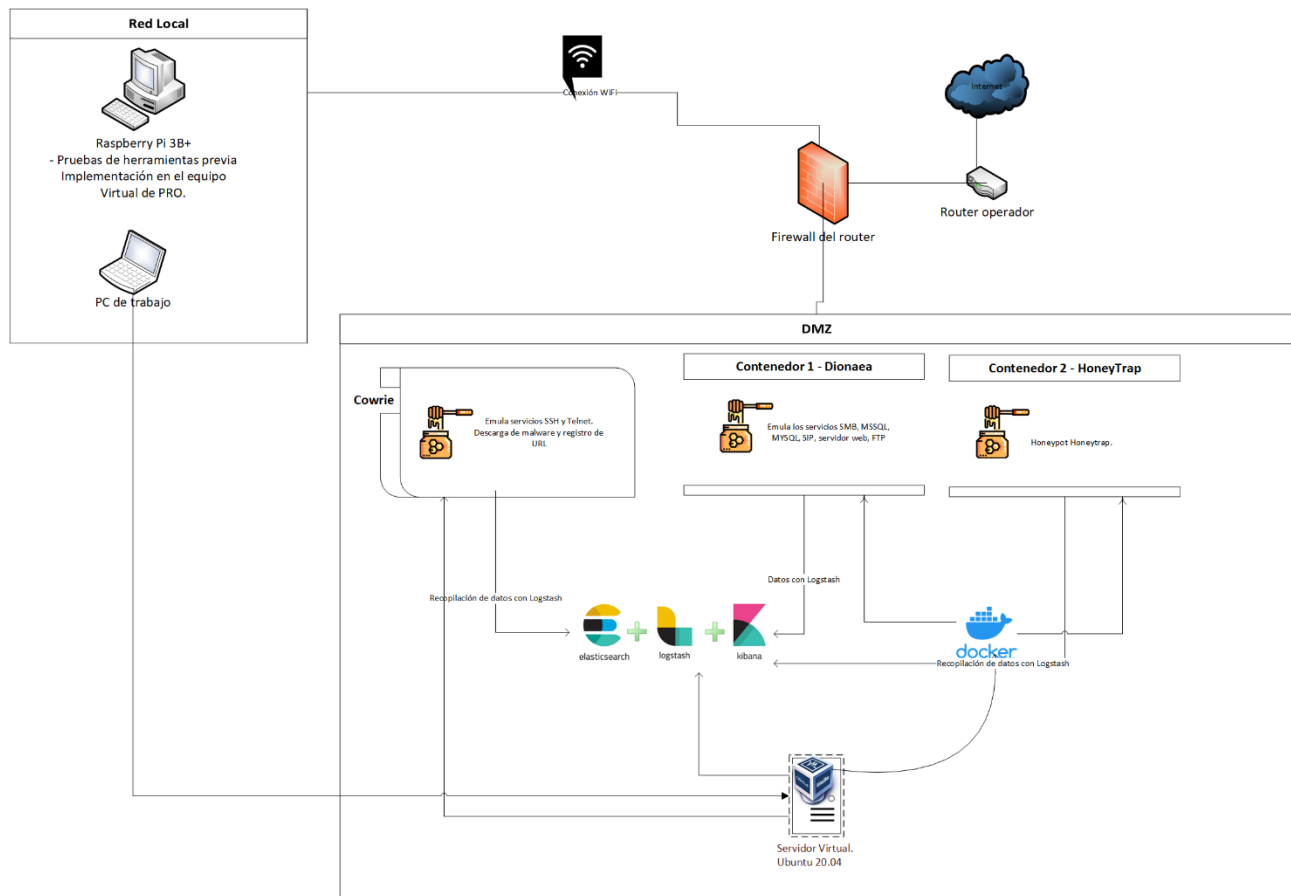 Red Local
Raspberry Pi 3B+
- Pruebas de herramientas previa
Implementación en el equipo
Virtual de PRO.
PC de trabajo
Conexión WIFI
Internet
Router operador
Firewall del router
DMZ
Cowrie
Emula servicios SSH y Telnet.
Descarga de malware y registro de
URL
Contenedor 1 - Dionaea
Emula los servicios SMB, MSSQL,
MYSQL, SIP, servidor web, FTP
Contenedor 2 - HoneyTrap
Honeypot Honeytrap.
Recopilación de datos con Logstash
Datos con Logstash
elasticsearch
logstash
kibana
docker
Recopilación de datos con Logstash
Servidor Virtual.
Ubuntu 20.04